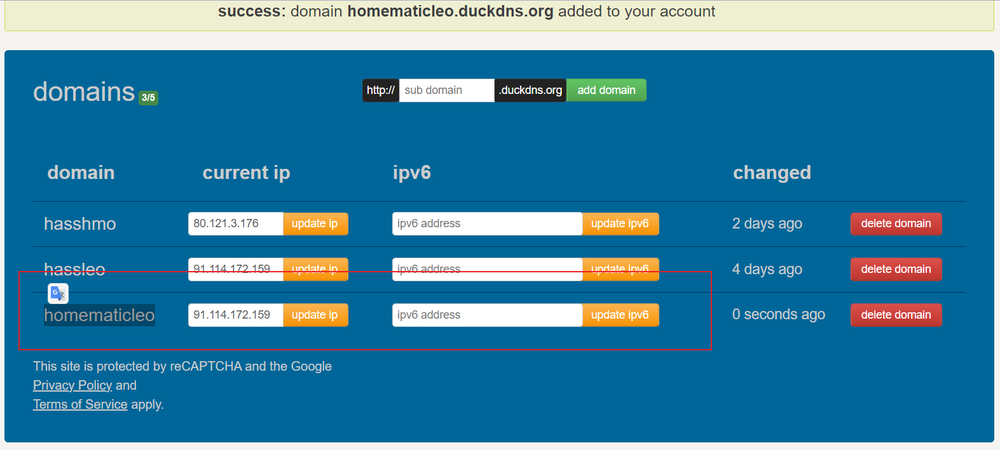 success: domain homematicleo.duckdns.org added to your account
domains 3/5 http:// sub domain .duckdns.org add domain
domain current ip ipv6 changed
hasshmo 80.121.3.176 update ip ipv6 address update ipv6 2 days ago delete domain
hassleo 91.114.172.159 update ip ipv6 address update ipv6 4 days ago delete domain
homematicleo 91.114.172.159 update ip ipv6 address update ipv6 0 seconds ago delete domain
This site is protected by reCAPTCHA and the Google
Privacy Policy and
Terms of Service apply.